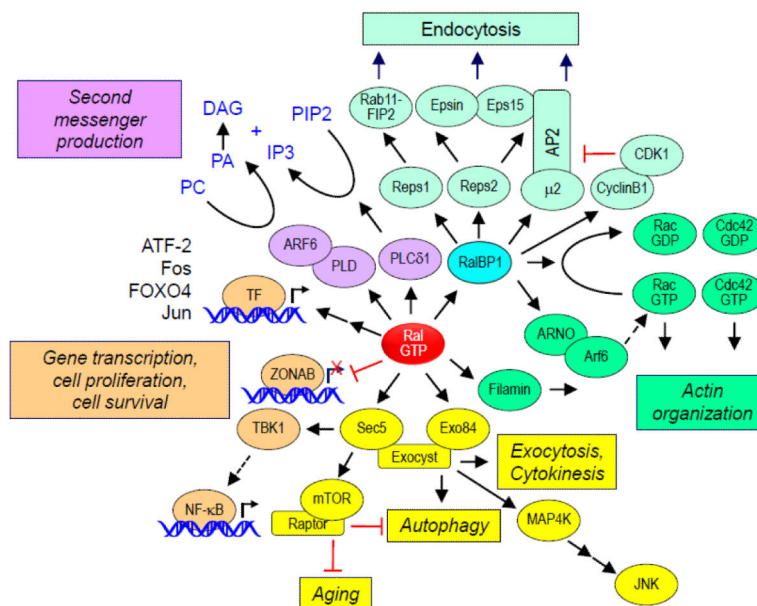 Endocytosis
Second
messenger
production
DAG
+
PIP2
IP3
PA
PC
Rab11-
FIP2
Epsin
Eps15
AP2
CDK1
Reps1
Reps2
μ2
CyclinB1
ATF-2
Fos
FOXO4
Jun
ARF6
PLD
PLCδ1
RalBP1
Rac
GDP
Cdc42
GDP
TF
Rac
GTP
Cdc42
GTP
Ral
GTP
ARNO
Arf6
Gene transcription,
cell proliferation,
cell survival
ZONAB
X
Filamin
Actin
organization
TBK1
Sec5
Exo84
Exocyst
Exocytosis,
Cytokinesis
NF-κB
mTOR
Raptor
Autophagy
MAP4K
Aging
JNK